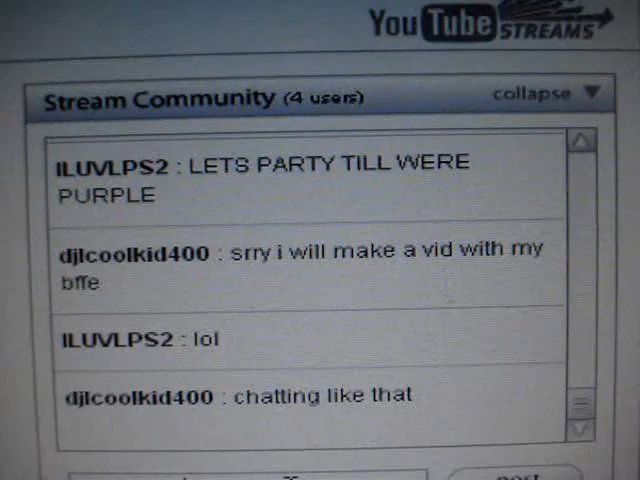 YouTube
STREAMS
Stream Community (4 users)
collapse
ILUVLPS2 : LETS PARTY TILL WERE
PURPLE
djlcoolkid400 : srry i will make a vid with my
bffe
ILUVLPS2 : lol
djlcoolkid400 : chatting like that